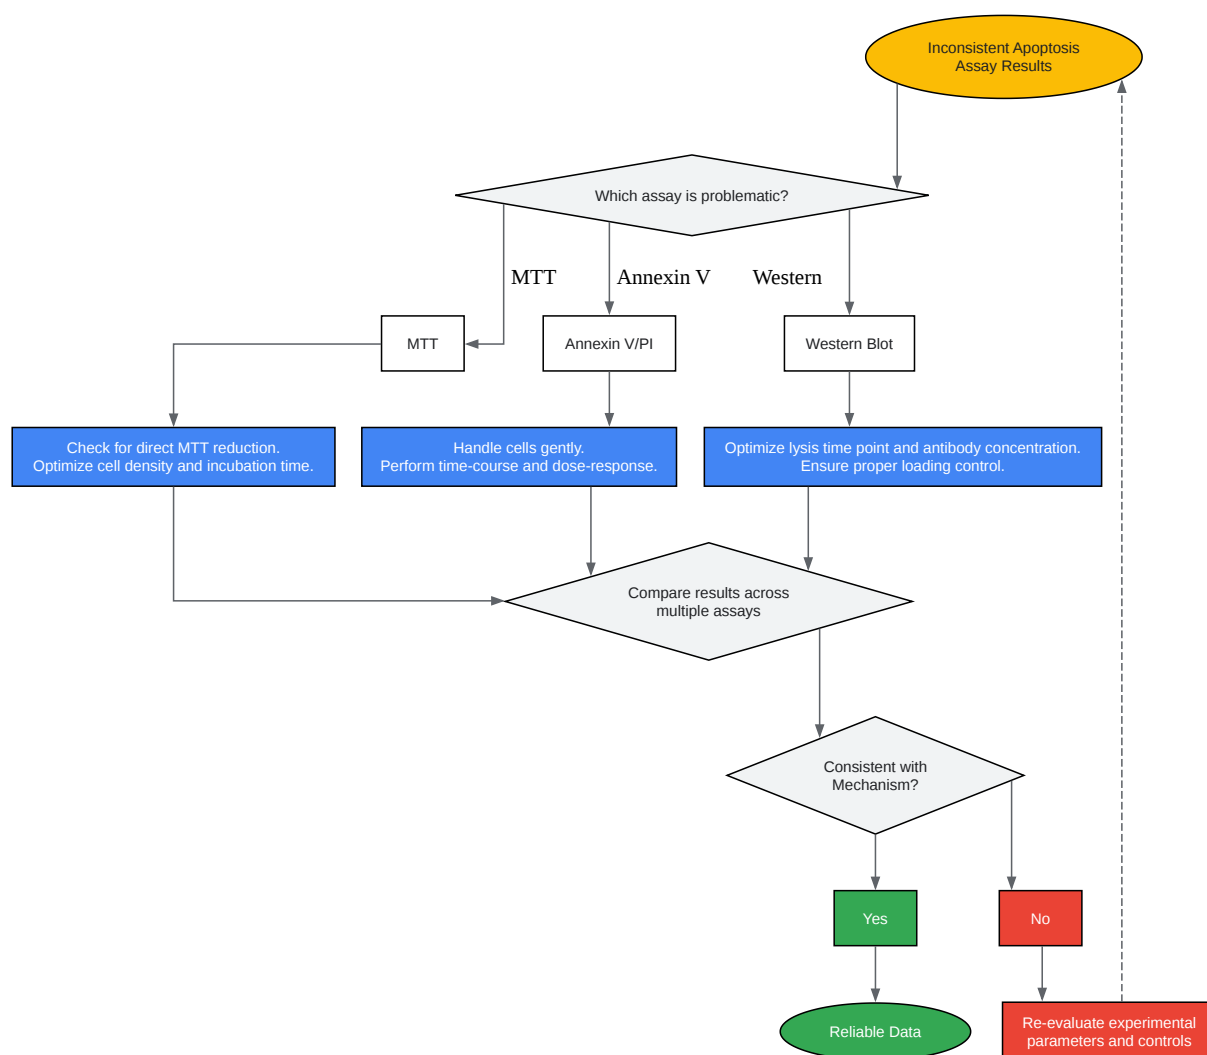 Inconsistent Apoptosis
Assay Results
Which assay is problematic?
MTT
Annexin V
Western
MTT
Annexin V/PI
Western Blot
Check for direct MTT reduction.
Optimize cell density and incubation time.
Handle cells gently.
Perform time-course and dose-response.
Optimize lysis time point and antibody concentration.
Ensure proper loading control.
Compare results across
multiple assays
Consistent with
Mechanism?
Yes
No
Reliable Data
Re-evaluate experimental
parameters and controls